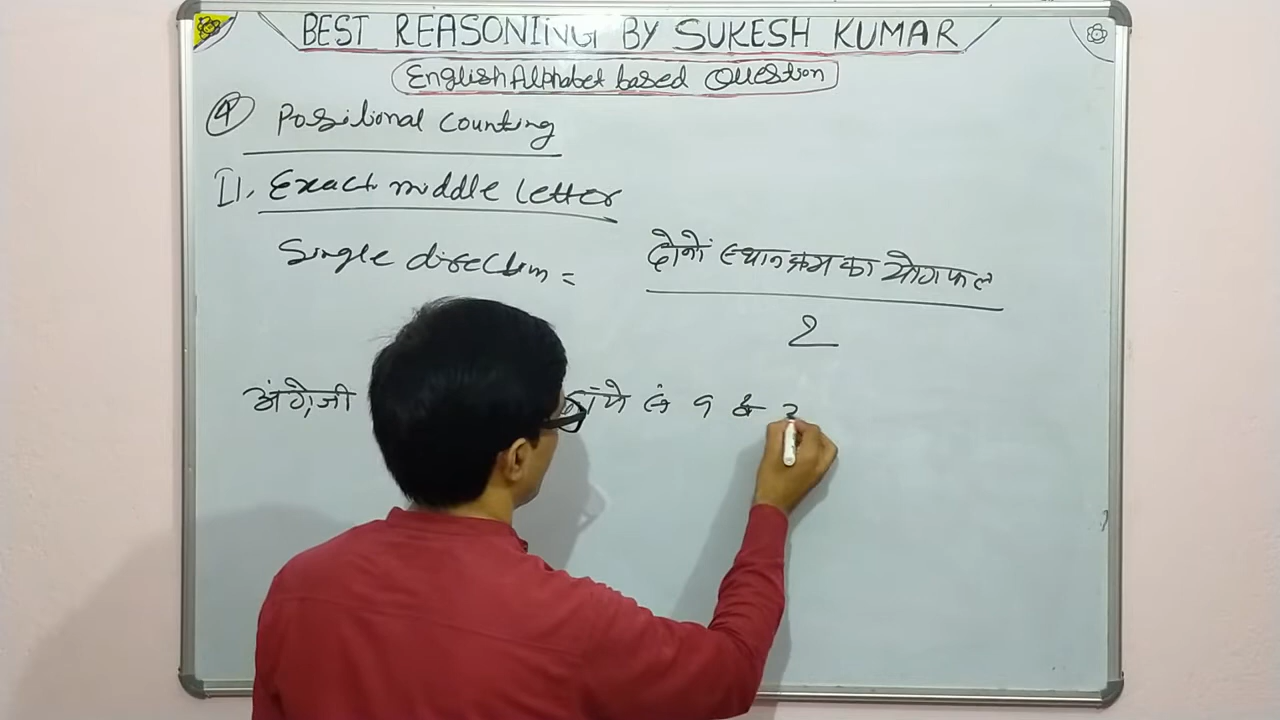 BEST REASONING BY SUKESH KUMAR
English Alphabet based Question
4 Positional Counting
II. Exact middle letter
Single direction = दोनों स्थान क्रम का योगफल
2
अंग्रेजी